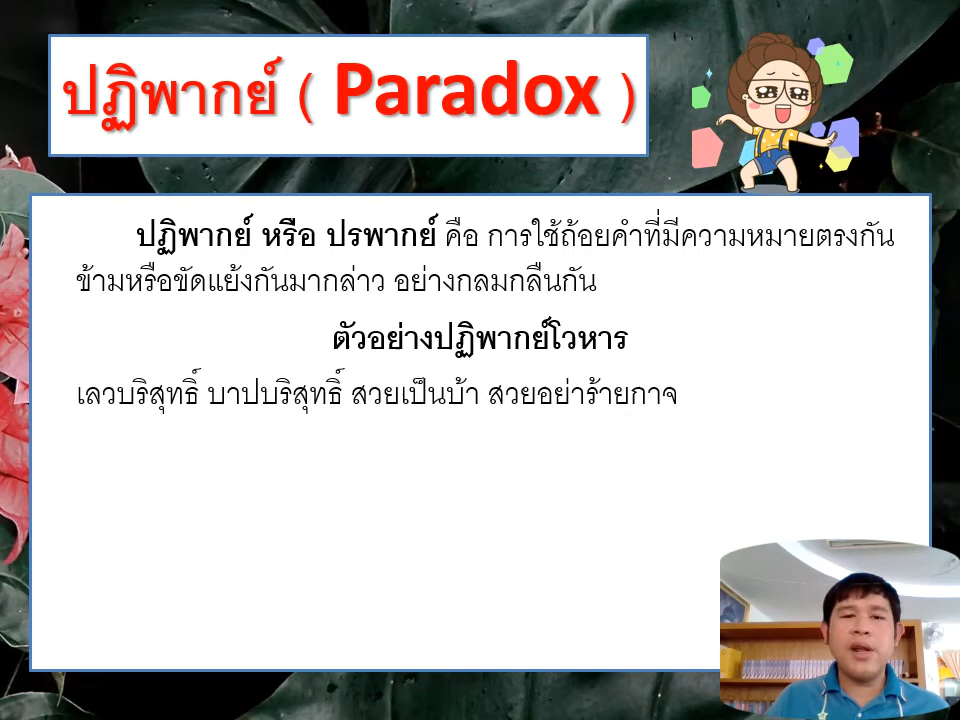 ปฏิพากย์ ( Paradox )
ปฏิพากย์ หรือ ปรพากย์ คือ การใช้ถ้อยคำที่มีความหมายตรงกัน
ข้ามหรือขัดแย้งกันมากล่าว อย่างกลมกลืนกัน
ตัวอย่างปฏิพากย์โวหาร
เลวบริสุทธิ์ บาปบริสุทธิ์ สวยเป็นบ้า สวยอย่าร้ายกาจ